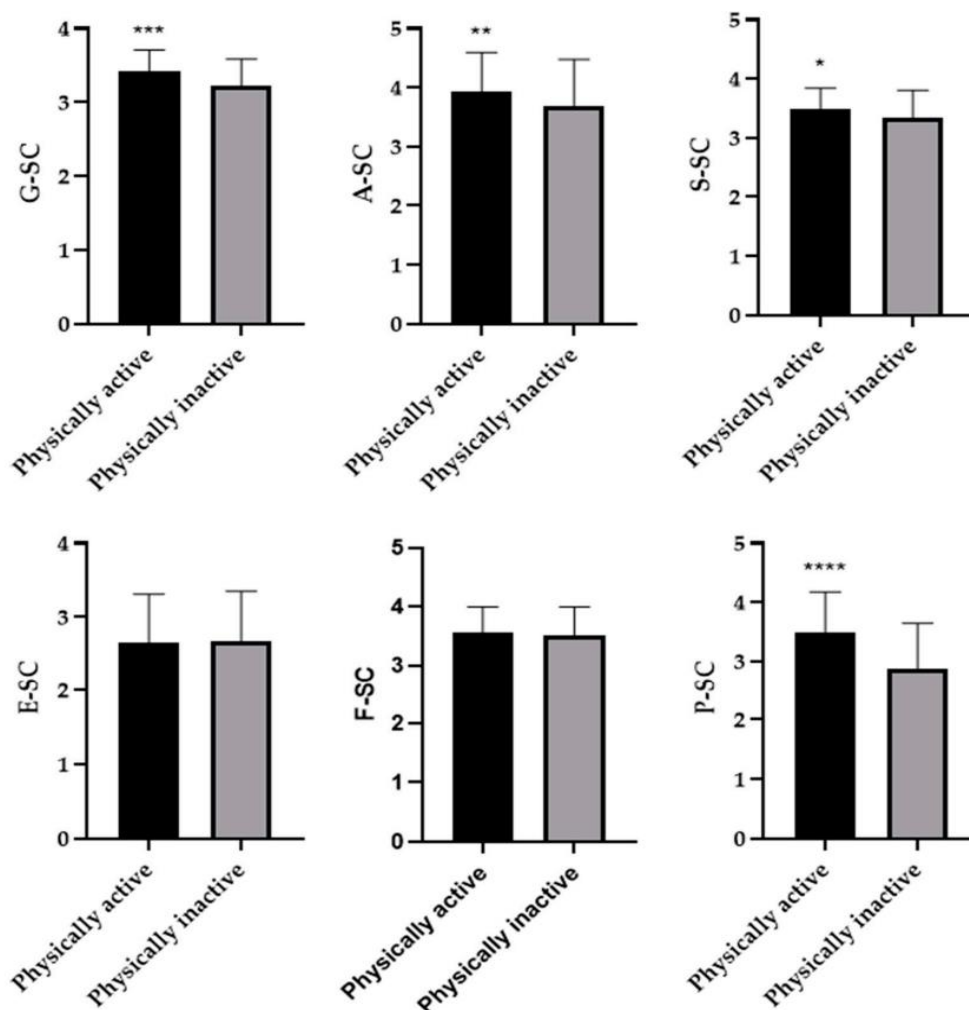 G-SC
4
3
2
1
0
***
Physically active
Physically inactive
A-SC
5
4
3
2
1
0
**
Physically active
Physically inactive
S-SC
5
4
3
2
1
0
*
Physically active
Physically inactive
E-SC
4
3
2
1
0
Physically active
Physically inactive
F-SC
5
4
3
2
1
0
Physically active
Physically inactive
P-SC
5
4
3
2
1
0
****
Physically active
Physically inactive